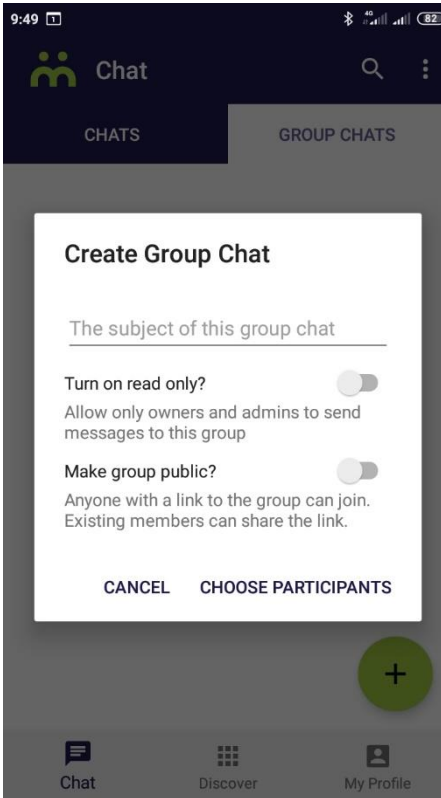 9:49 1 4G 82
Chat
CHATS GROUP CHATS
Create Group Chat
The subject of this group chat
Turn on read only?
Allow only owners and admins to send
messages to this group
Make group public?
Anyone with a link to the group can join.
Existing members can share the link.
CANCEL CHOOSE PARTICIPANTS
+
Chat Discover My Profile